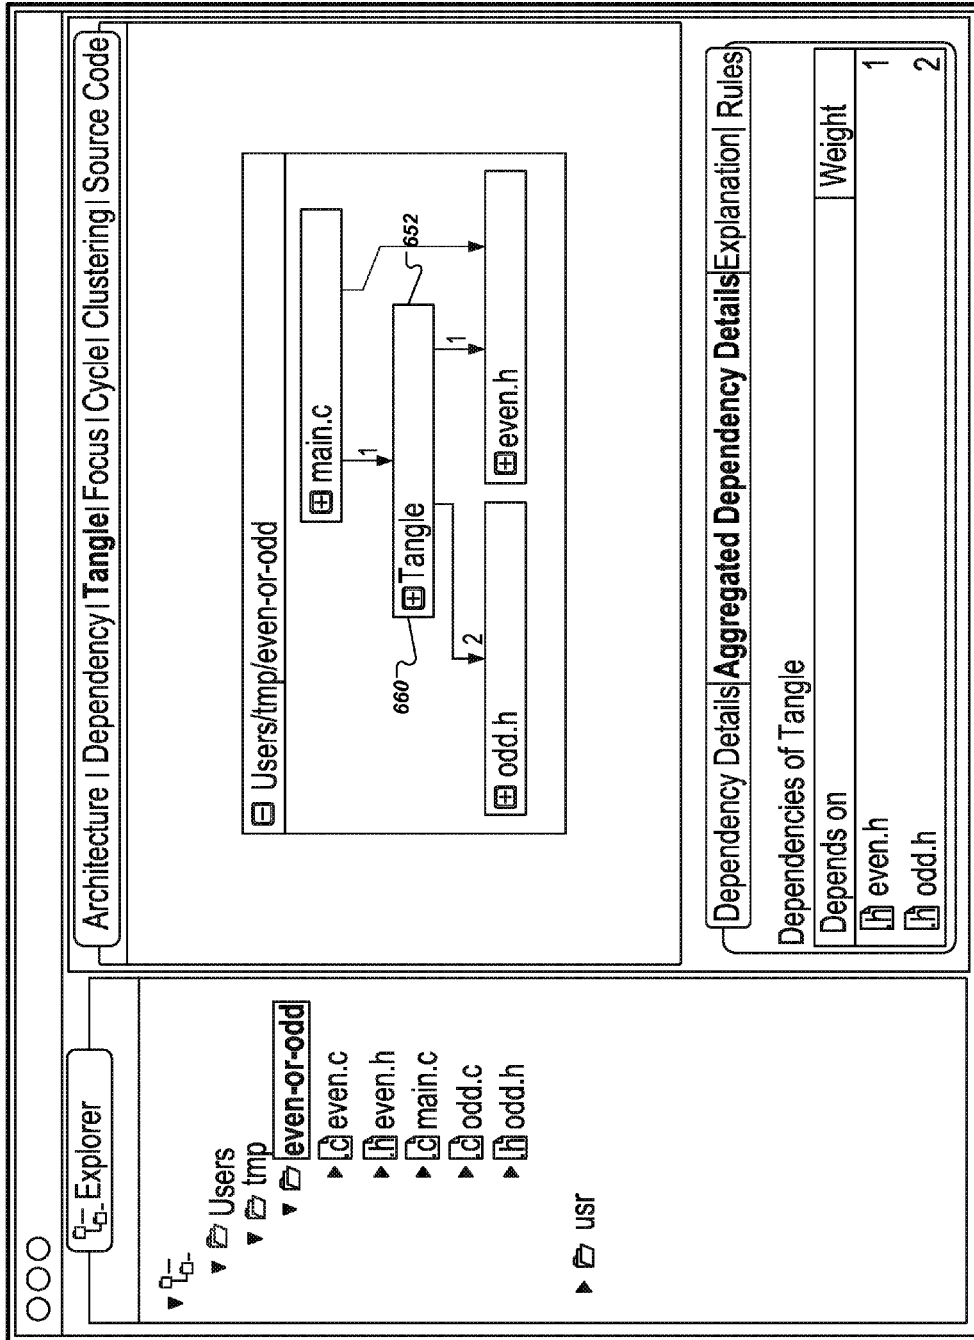 Explorer
Users
tmp
even-or-odd
.c even.c
.h even.h
.c main.c
.c odd.c
.h odd.h
usr
Architecture | Dependency | Tangle | Focus | Cycle | Clustering | Source Code
Users/tmp/even-or-odd
main.c
1
660
Tangle
652
2
1
odd.h
even.h
Dependency Details | Aggregated Dependency Details | Explanation | Rules
Dependencies of Tangle
Depends on Weight
.h even.h 1
.h odd.h 2